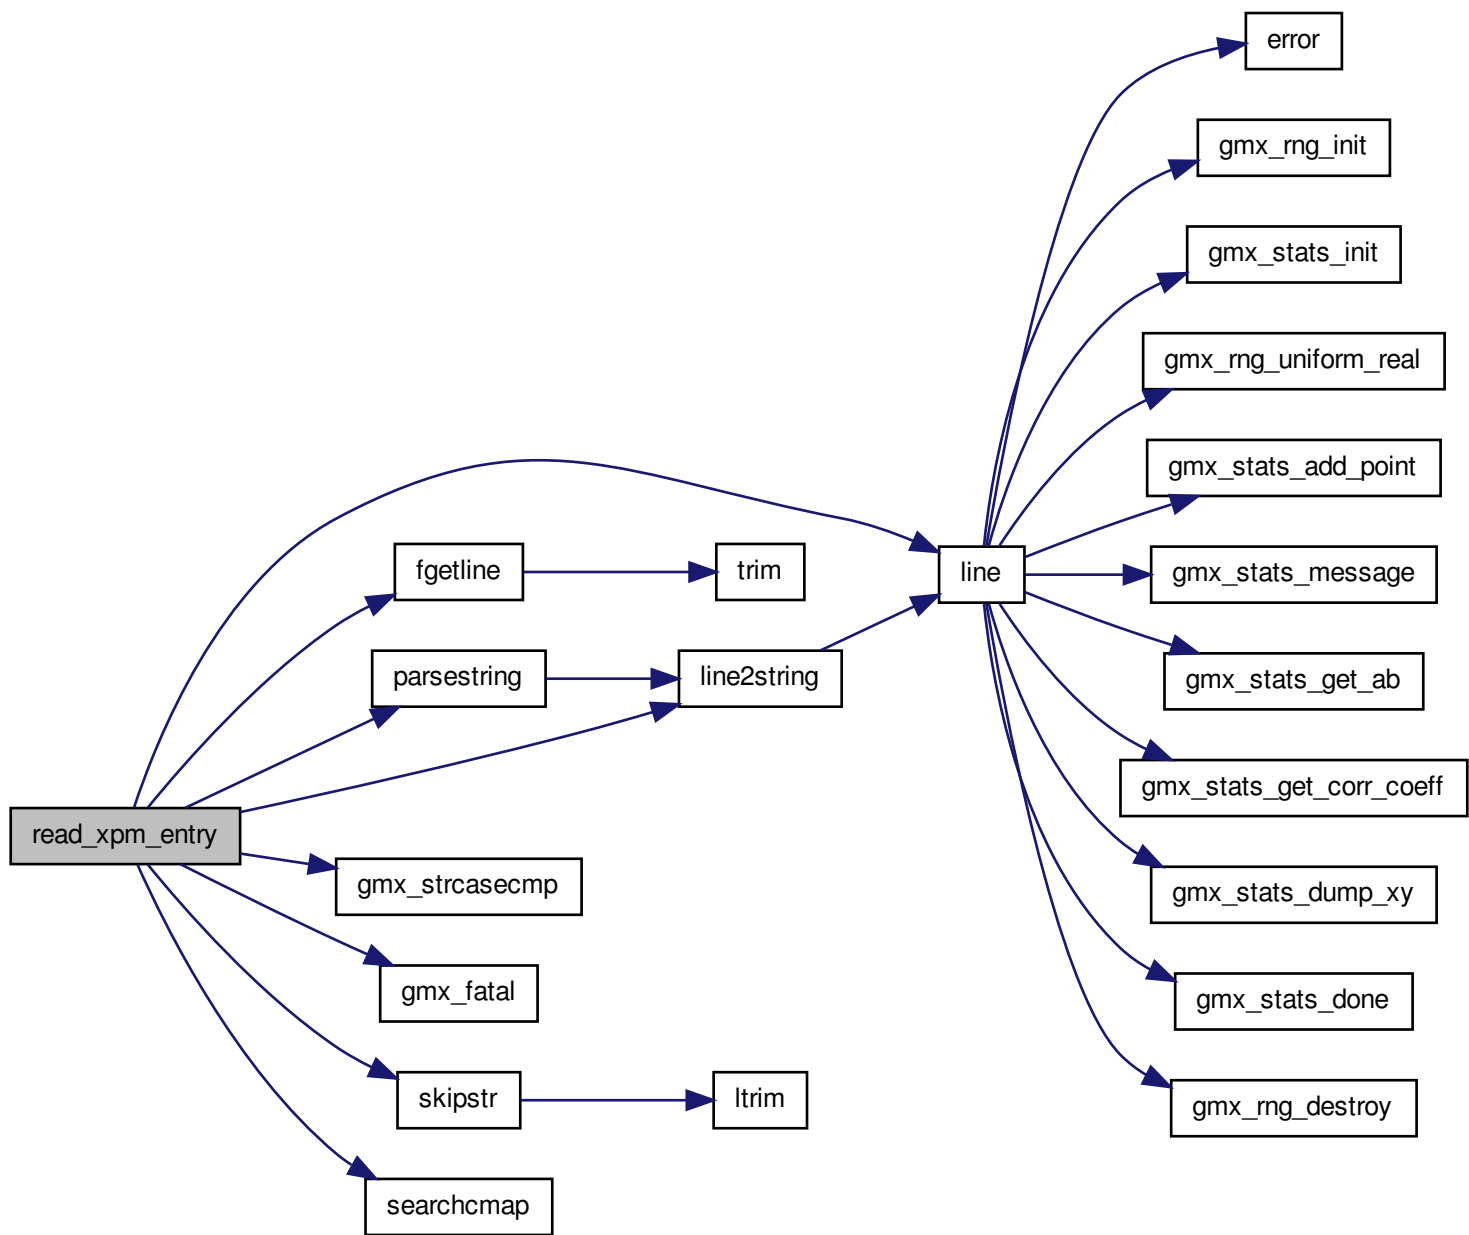 error
gmx_rng_init
gmx_stats_init
gmx_rng_uniform_real
gmx_stats_add_point
fgetline
trim
line
gmx_stats_message
parsestring
line2string
gmx_stats_get_ab
gmx_stats_get_corr_coeff
read_xpm_entry
gmx_strcasecmp
gmx_stats_dump_xy
gmx_fatal
gmx_stats_done
skipstr
ltrim
gmx_rng_destroy
searchcmap